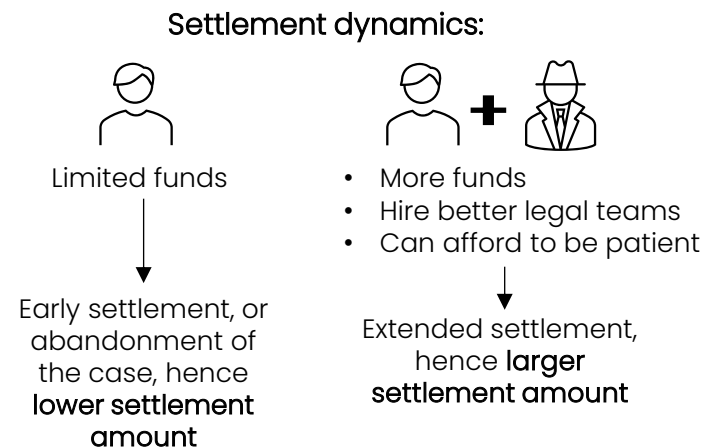 Settlement dynamics:
Limited funds
Early settlement, or
abandonment of
the case, hence
lower settlement
amount
• More funds
• Hire better legal teams
• Can afford to be patient
Extended settlement,
hence larger
settlement amount